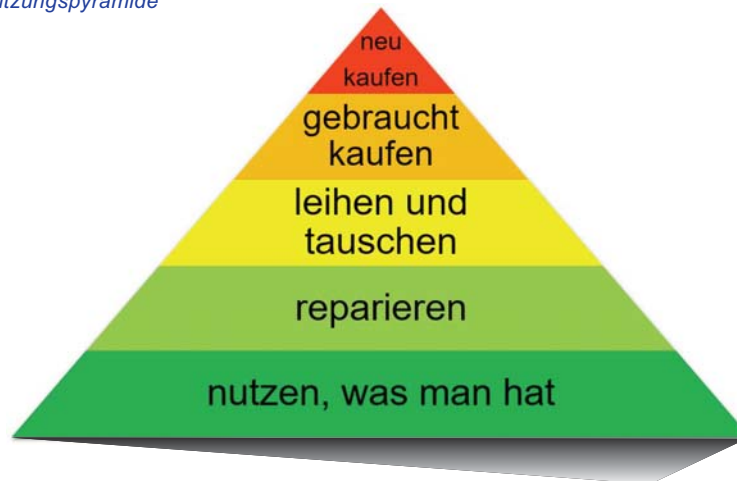 neu
kaufen
gebraucht
kaufen
leihen und
tauschen
reparieren
nutzen, was man hat